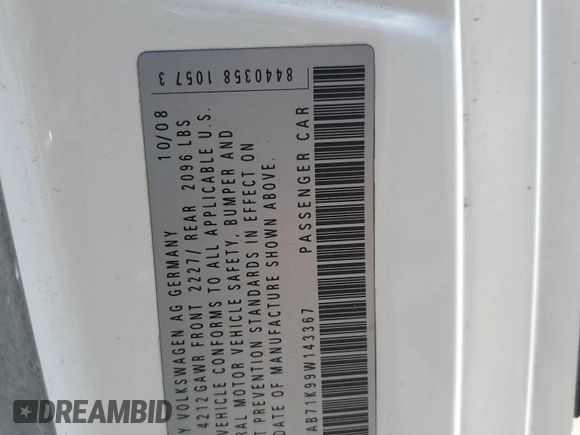 Y VOLKSWAGEN AG GERMANY 10/08
4212 GAWR FRONT 2227/ REAR 2096 LBS
VEHICLE CONFORMS TO ALL APPLICABLE U.S.
RAL MOTOR VEHICLE SAFETY, BUMPER AND
T PREVENTION STANDARDS IN EFFECT ON
DATE OF MANUFACTURE SHOWN ABOVE.
AB71K99W143367 PASSENGER CAR
8440358 1057 3
DREAMBID